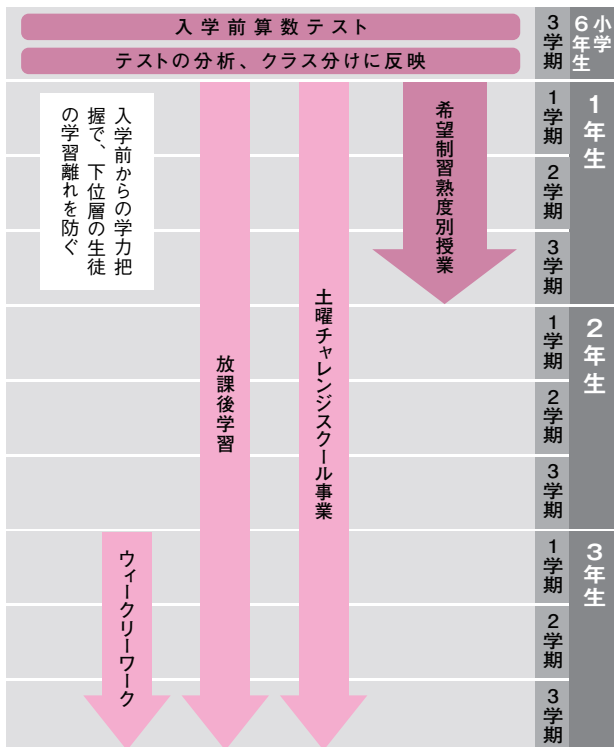 小学
6年生
3学期
入学前算数テスト
テストの分析、クラス分けに反映
1年生
1学期
2学期
3学期
希望制習熟度別授業
入学前からの学力把
握で、下位層の生徒
の学習離れを防ぐ
2年生
1学期
2学期
3学期
土曜チャレンジスクール事業
放課後学習
3年生
1学期
2学期
3学期
ウィークリーワーク